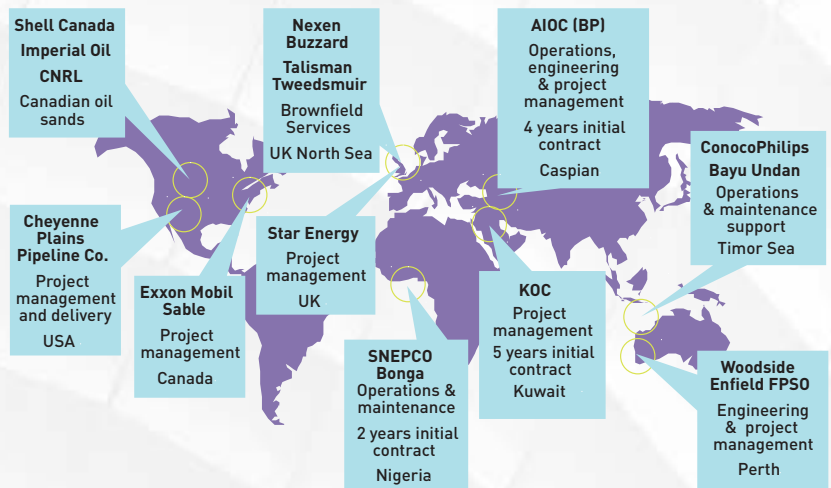 Shell Canada
Imperial Oil
CNRL
Canadian oil
sands
Nexen
Buzzard
Talisman
Tweedsmuir
Brownfield
Services
UK North Sea
AIOC (BP)
Operations,
engineering
& project
management
4 years initial
contract
Caspian
ConocoPhilips
Bayu Undan
Operations
& maintenance
support
Timor Sea
Cheyenne
Plains
Pipeline Co.
Project
management
and delivery
USA
Exxon Mobil
Sable
Project
management
Canada
Star Energy
Project
management
UK
SNEPCO
Bonga
Operations &
maintenance
2 years initial
contract
Nigeria
KOC
Project
management
5 years initial
contract
Kuwait
Woodside
Enfield FPSO
Engineering
& project
management
Perth